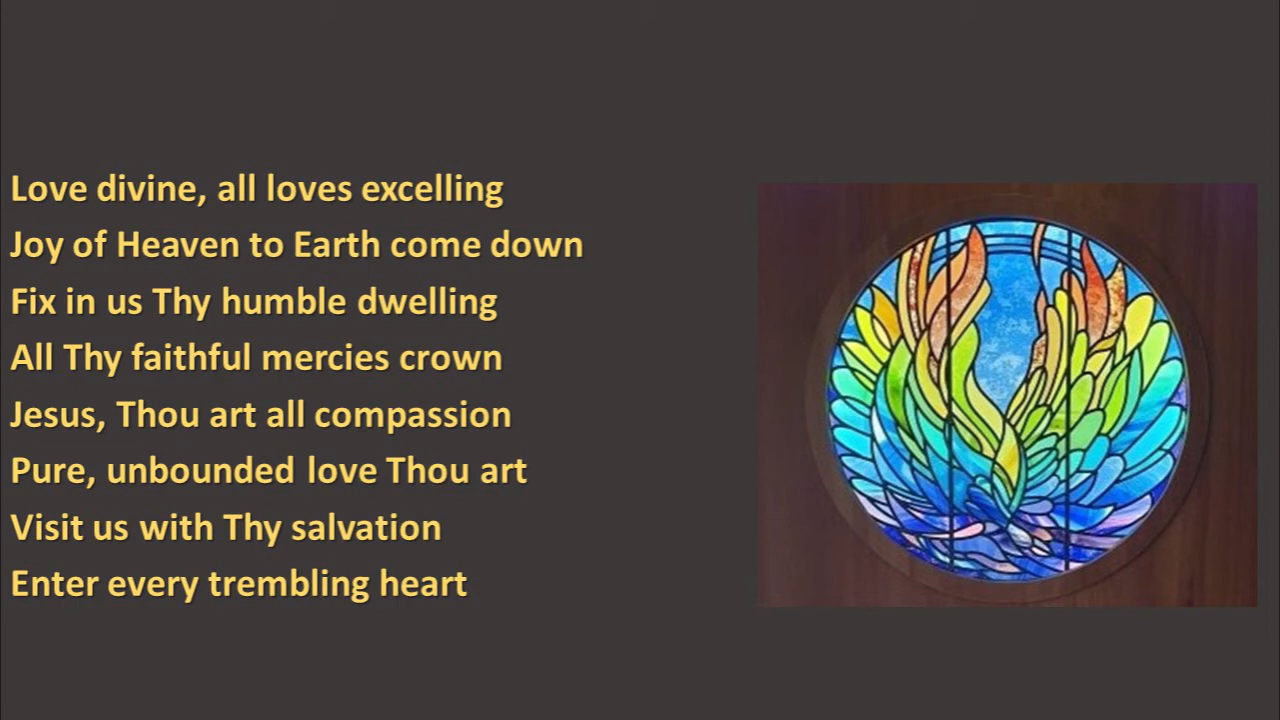 Love divine, all loves excelling
Joy of Heaven to Earth come down
Fix in us Thy humble dwelling
All Thy faithful mercies crown
Jesus, Thou art all compassion
Pure, unbounded love Thou art
Visit us with Thy salvation
Enter every trembling heart